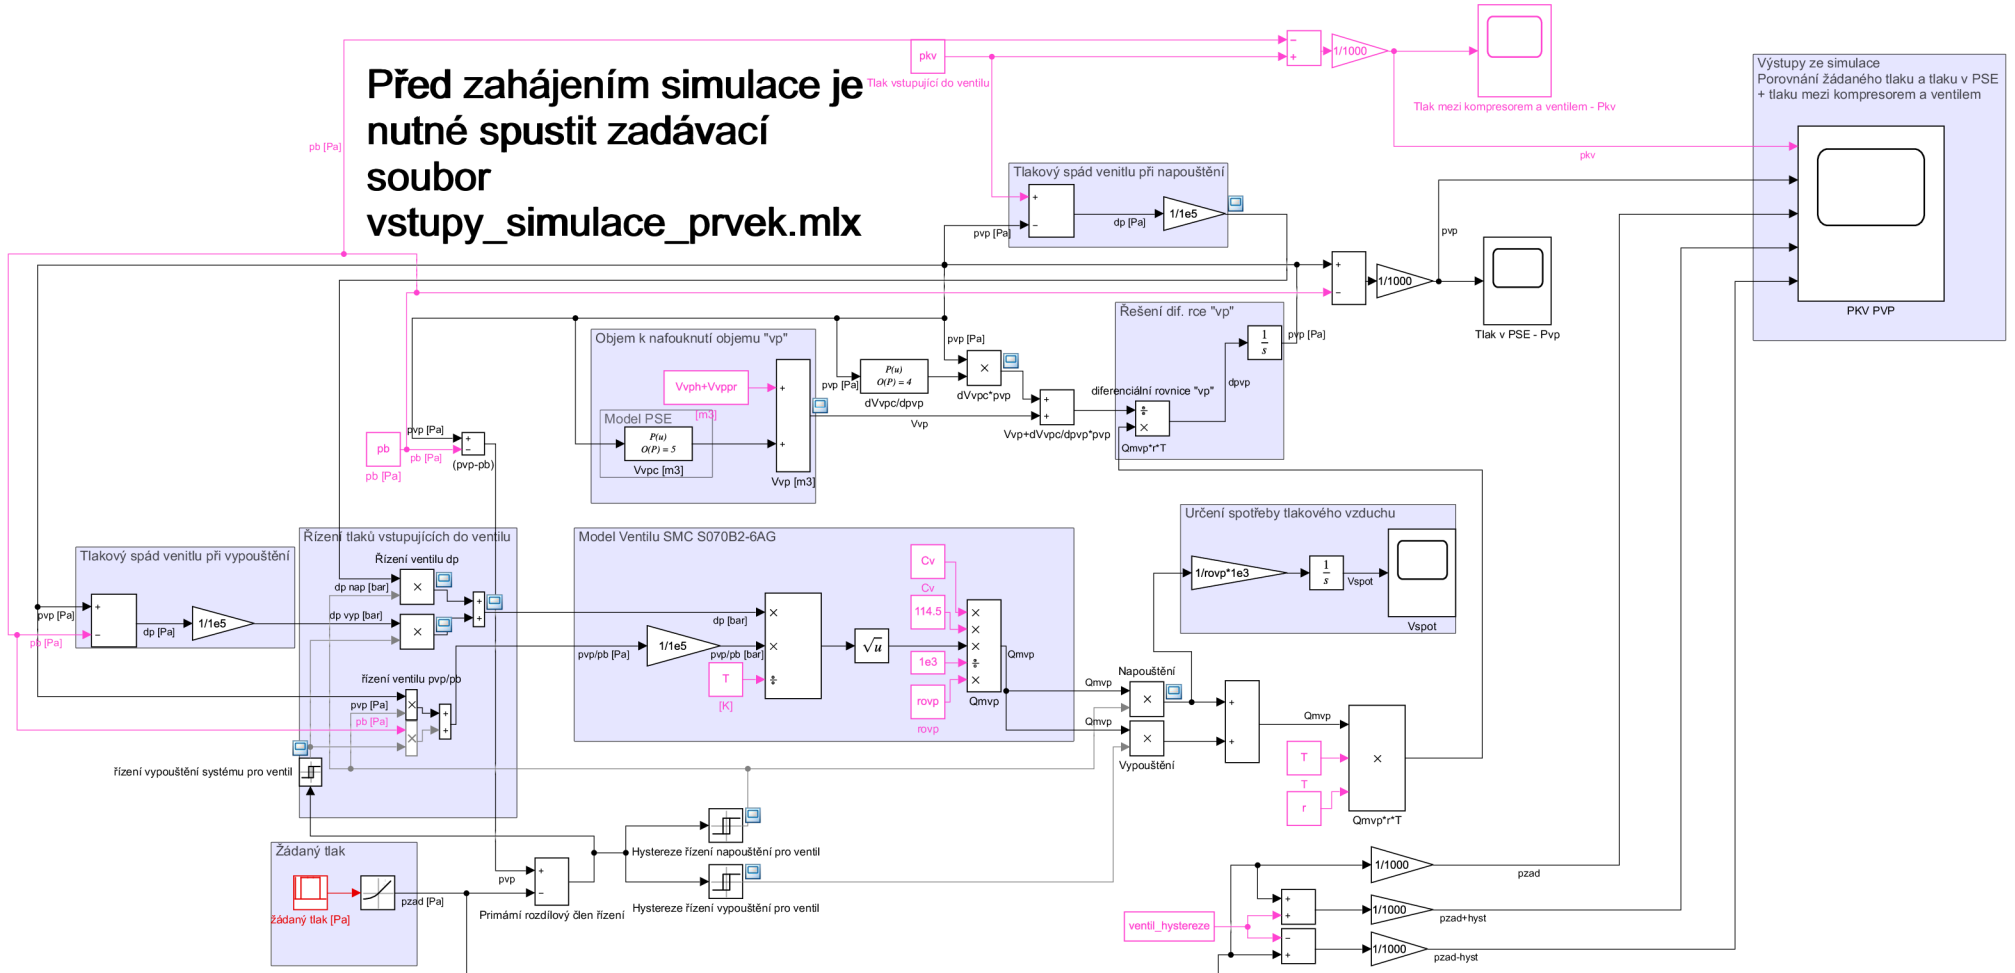 Před zahájením simulace je
nutné spustit zadávací
soubor
vstupy_simulace_prvek.mlx
pb [Pa]
pkv
Tlak vstupující do ventilu
−
+
1/1000
Tlak mezi kompresorem a ventilem - Pkv
pkv
Výstupy ze simulace
Porovnání žádaného tlaku a tlaku v PSE
+ tlaku mezi kompresorem a ventilem
PKV PVP
Tlakový spád venitlu při napouštění
+
−
pvp [Pa]
dp [Pa]
1/1e5
+
−
1/1000
pvp
Tlak v PSE - Pvp
Objem k nafouknutí objemu "vp"
Vvph+Vvppr
[m3]
Model PSE
P(u)
O(P) = 5
Vvpc [m3]
+
+
Vvp [m3]
pvp [Pa]
P(u)
O(P) = 4
dVvpc/dpvp
pvp [Pa]
×
dVvpc*pvp
Vvp
+
+
Vvp+dVvpc/dpvp*pvp
Řešení dif. rce "vp"
1
s
pvp [Pa]
dpvp
diferenciální rovnice "vp"
÷
×
Qmvp*r*T
pb
pb [Pa]
pvp [Pa]
pb [Pa]
+
−
(pvp-pb)
Tlakový spád venitlu při vypouštění
pvp [Pa]
pb [Pa]
+
−
dp [Pa]
1/1e5
Řízení tlaků vstupujících do ventilu
Řízení ventilu dp
dp nap [bar]
×
dp vyp [bar]
×
+
+
řízení ventilu pvp/pb
pvp [Pa]
pb [Pa]
×
×
+
+
řízení vypouštění systému pro ventil
Model Ventilu SMC S070B2-6AG
dp [bar]
pvp/pb [Pa]
1/1e5
pvp/pb [bar]
T
[K]
×
×
÷
√u
Cv
Cv
114.5
1e3
rovp
rovp
×
×
×
÷
×
Qmvp
Qmvp
Určení spotřeby tlakového vzduchu
1/rovp*1e3
1
s
Vspot
Vspot
Qmvp
Napouštění
×
Qmvp
×
Vypouštění
+
+
Qmvp
T
T
r
×
Qmvp*r*T
Hystereze řízení napouštění pro ventil
Hystereze řízení vypouštění pro ventil
Žádaný tlak
žádaný tlak [Pa]
pzad [Pa]
pvp
+
−
Primární rozdílový člen řízení
ventil_hystereze
+
+
−
+
1/1000
pzad
1/1000
pzad+hyst
1/1000
pzad-hyst